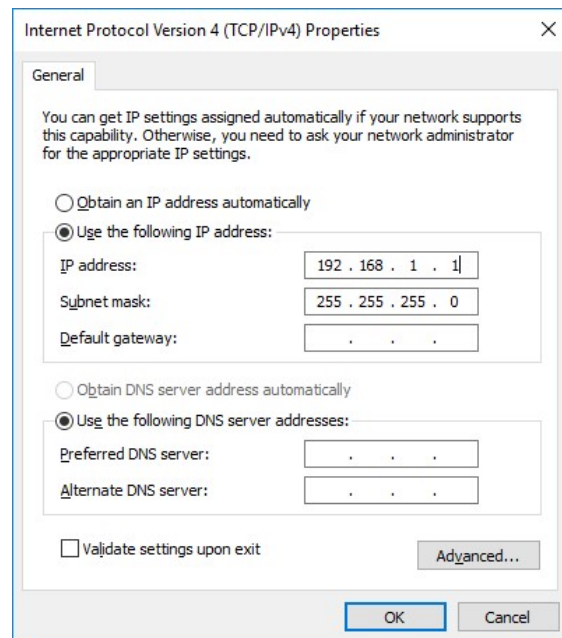 Internet Protocol Version 4 (TCP/IPv4) Properties
General
You can get IP settings assigned automatically if your network supports
this capability. Otherwise, you need to ask your network administrator
for the appropriate IP settings.
Obtain an IP address automatically
Use the following IP address:
IP address: 192 . 168 . 1 . 1
Subnet mask: 255 . 255 . 255 . 0
Default gateway: . . .
Obtain DNS server address automatically
Use the following DNS server addresses:
Preferred DNS server: . . .
Alternate DNS server: . . .
Validate settings upon exit
Advanced...
OK Cancel